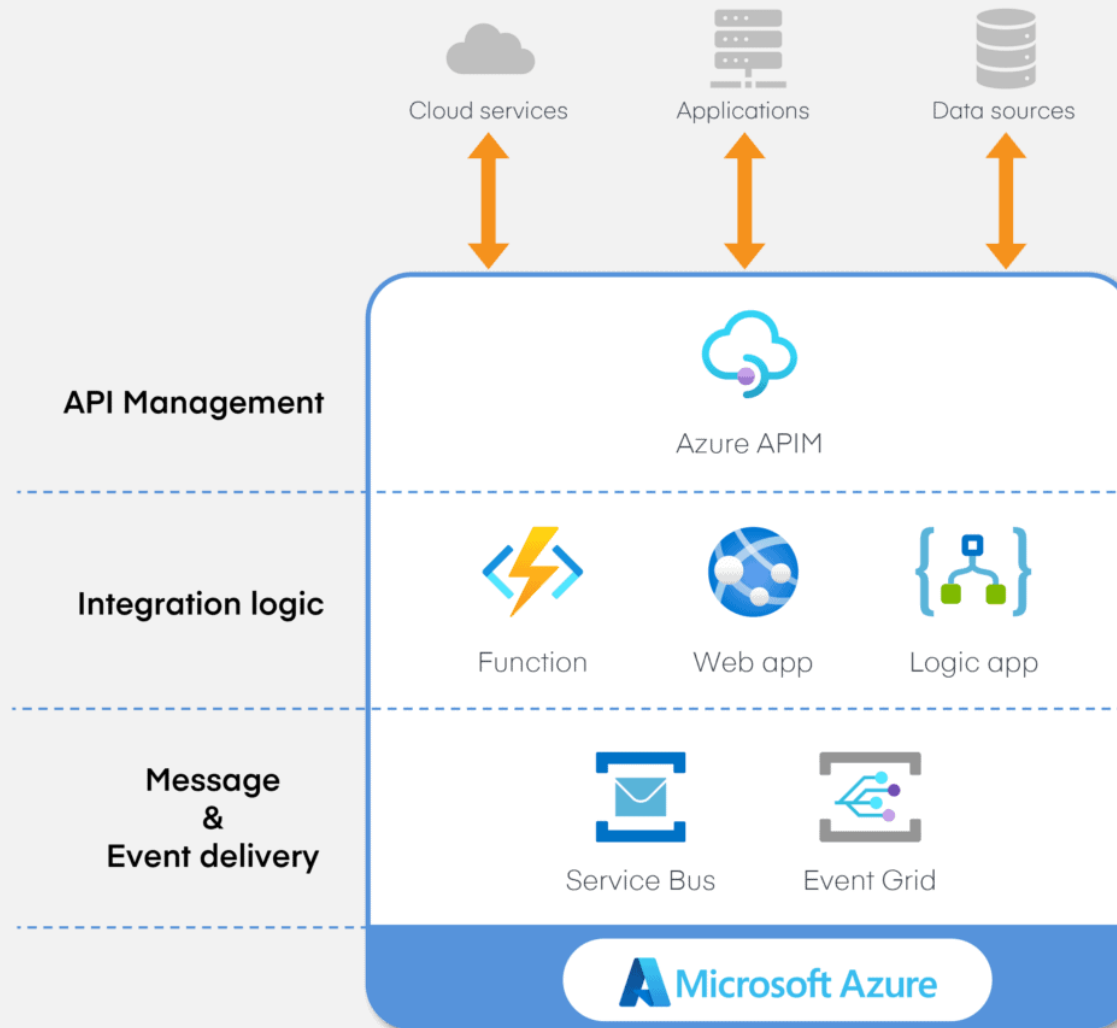 Cloud services
Applications
Data sources
API Management
Azure APIM
Integration logic
Function
Web app
Logic app
Message
&
Event delivery
Service Bus
Event Grid
Microsoft Azure